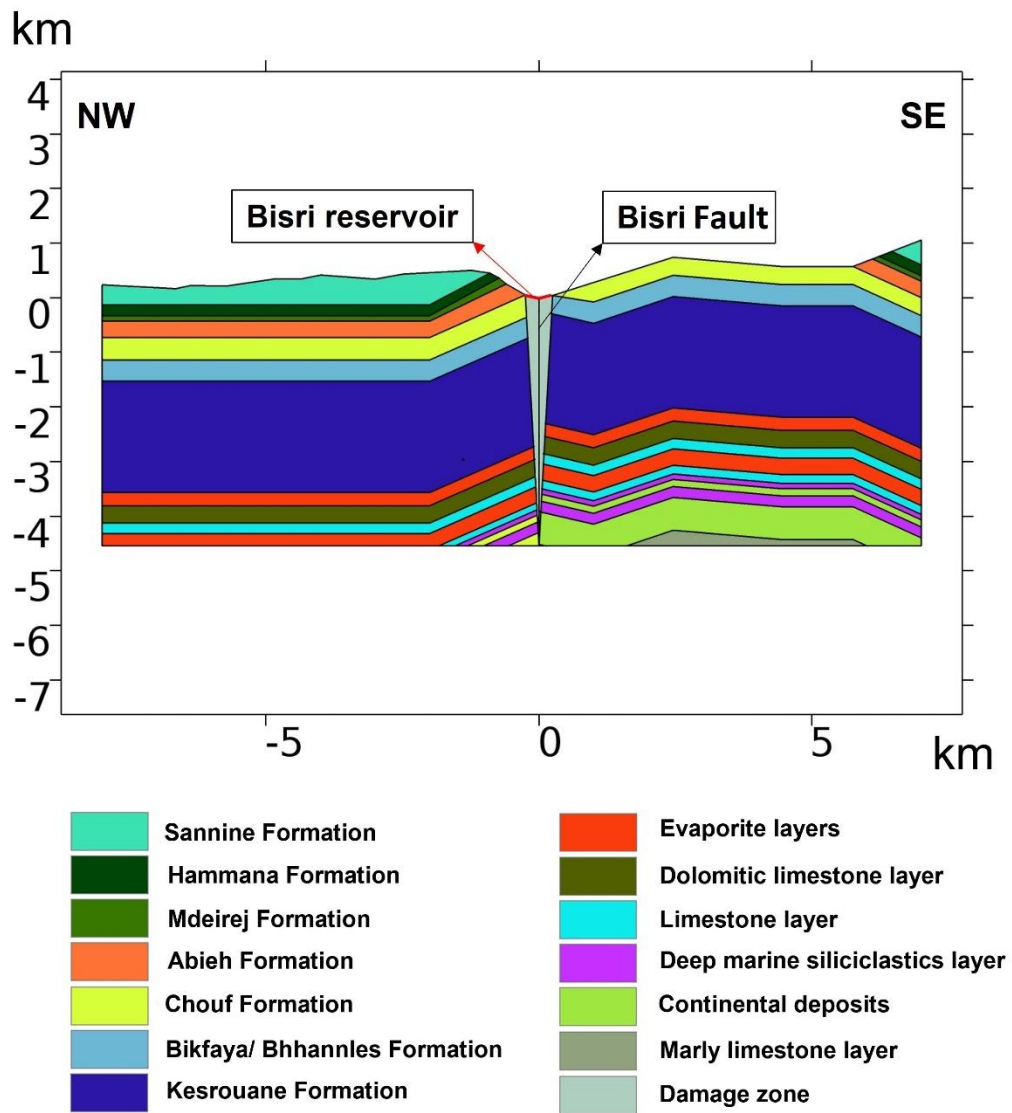 km
4
3
2
1
0
-1
-2
-3
-4
-5
-6
-7
NW
SE
Bisri reservoir
Bisri Fault
-5
0
5
km
Sannine Formation
Hammana Formation
Mdeirej Formation
Abieh Formation
Chouf Formation
Bikfaya/ Bhhannles Formation
Kesrouane Formation
Evaporite layers
Dolomitic limestone layer
Limestone layer
Deep marine siliciclastics layer
Continental deposits
Marly limestone layer
Damage zone